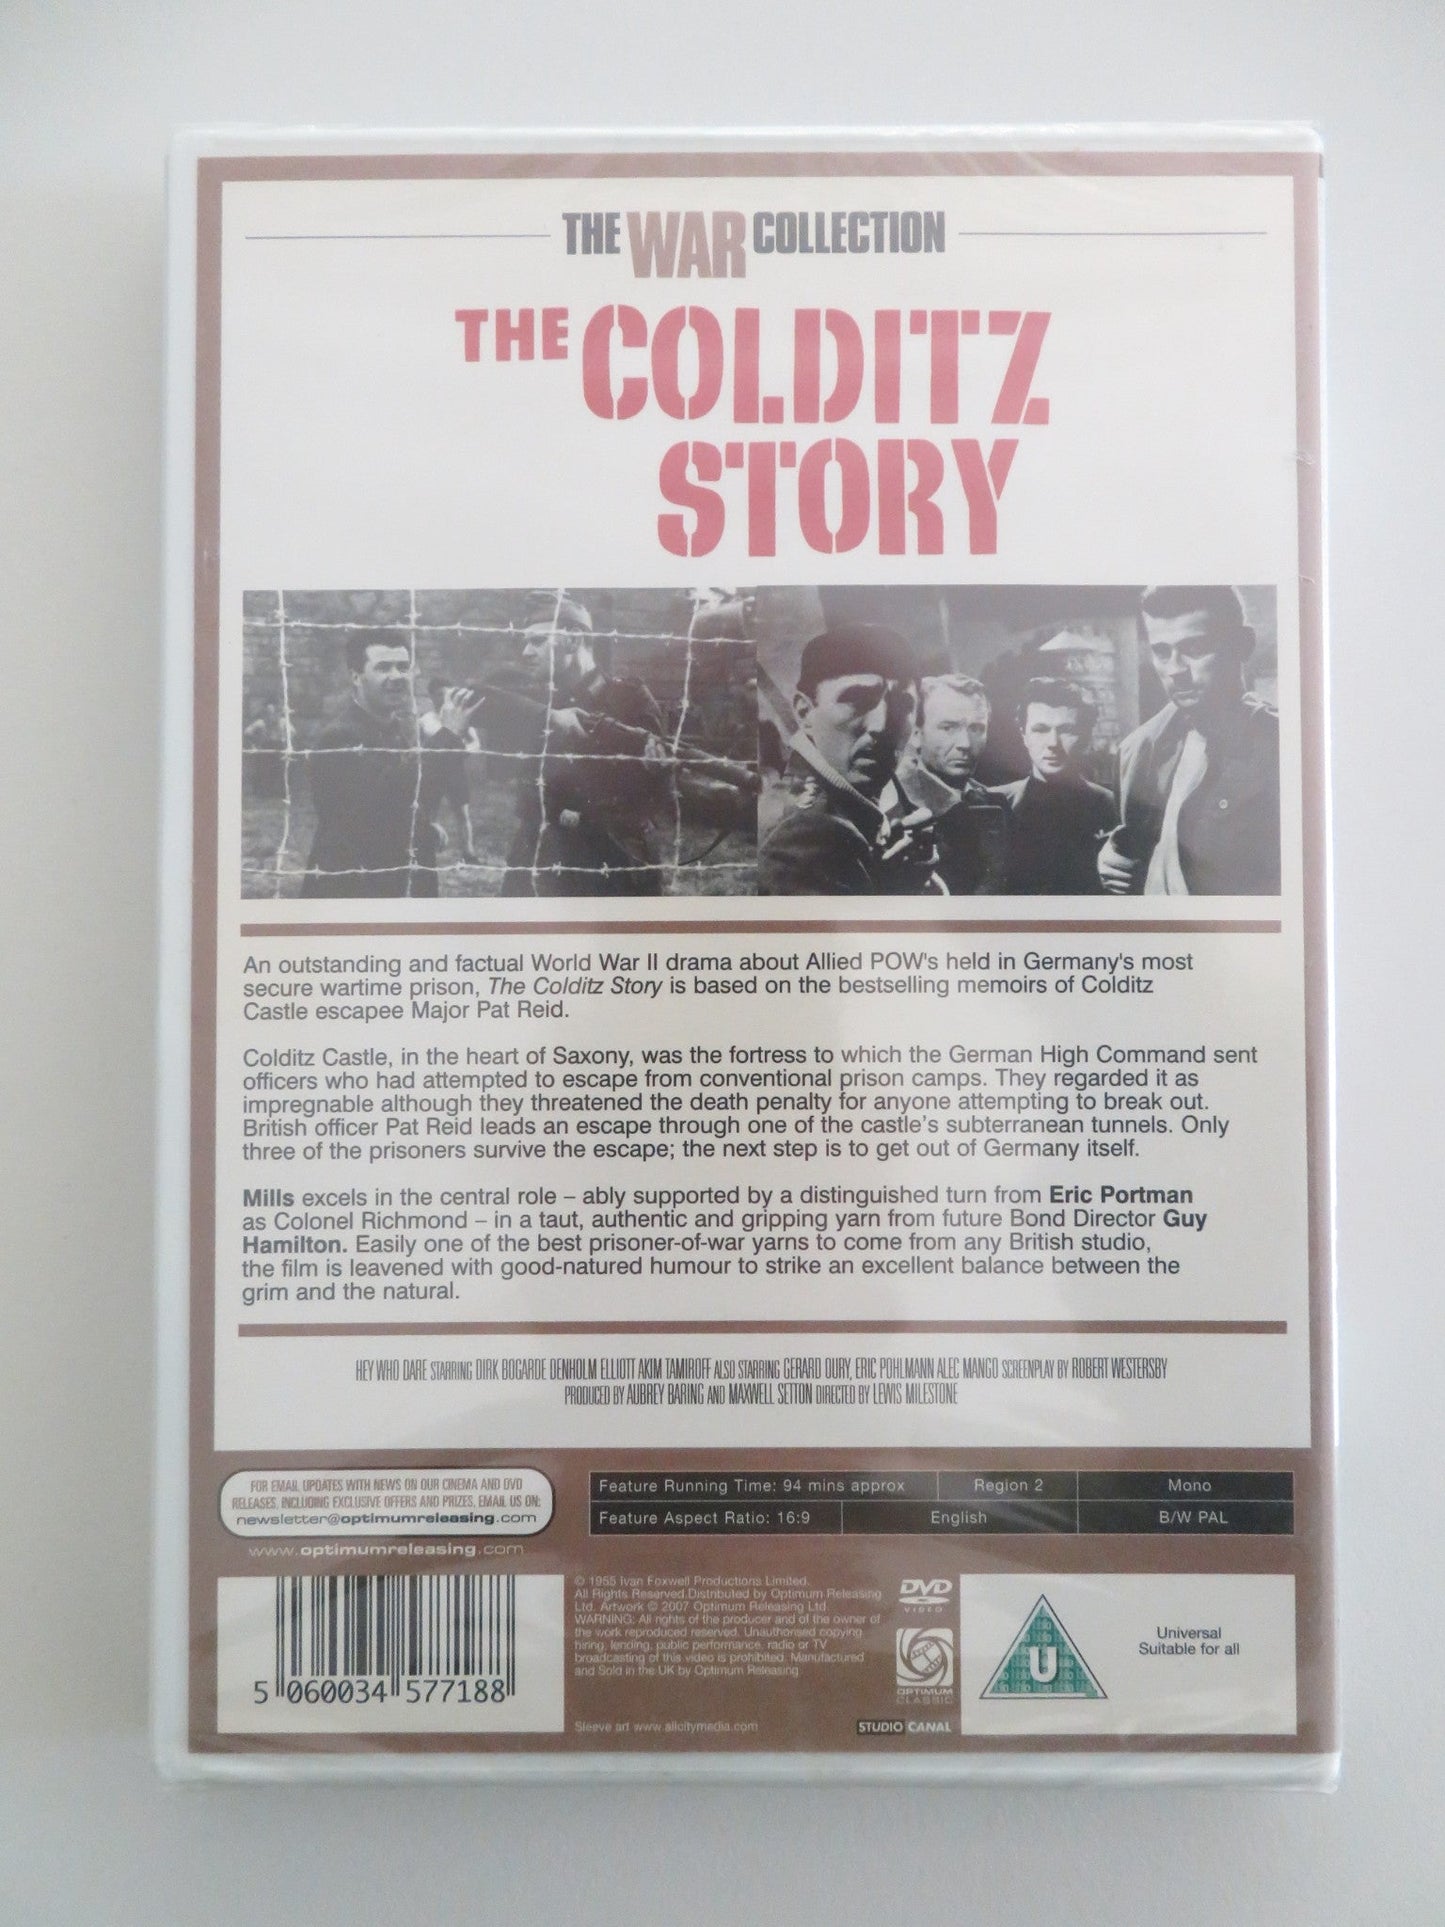 THE WAR COLLECTION
THE COLDITZ
STORY
An outstanding and factual World War II drama about Allied POW's held in Germany's most
secure wartime prison, The Colditz Story is based on the bestselling memoirs of Colditz
Castle escapee Major Pat Reid.
Colditz Castle, in the heart of Saxony, was the fortress to which the German High Command sent
officers who had attempted to escape from conventional prison camps. They regarded it as
impregnable although they threatened the death penalty for anyone attempting to break out.
British officer Pat Reid leads an escape through one of the castle's subterranean tunnels. Only
three of the prisoners survive the escape; the next step is to get out of Germany itself.
Mills excels in the central role – ably supported by a distinguished turn from Eric Portman
as Colonel Richmond – in a taut, authentic and gripping yarn from future Bond Director Guy
Hamilton. Easily one of the best prisoner-of-war yarns to come from any British studio,
the film is leavened with good-natured humour to strike an excellent balance between the
grim and the natural.
HEY WHO DARE STARRING DIRK BOGARDE DENHOLM ELLIOTT AKIM TAMIROFF ALSO STARRING GERARD OURY, ERIC POHLMANN ALEC MANGO SCREENPLAY BY ROBERT WESTERSBY
PRODUCED BY AUBREY BARING AND MAXWELL SETTON DIRECTED BY LEWIS MILESTONE
FOR EMAIL UPDATES WITH NEWS ON OUR CINEMA AND DVD
RELEASES, INCLUDING EXCLUSIVE OFFERS AND PRIZES, EMAIL US ON:
newsletter@optimumreleasing.com
www.optimumreleasing.com
Feature Running Time: 94 mins approx
Region 2
Mono
Feature Aspect Ratio: 16:9
English
B/W PAL
5 060034 577188
© 1955 Ivan Foxwell Productions Limited.
All Rights Reserved.Distributed by Optimum Releasing
Ltd. Artwork © 2007 Optimum Releasing Ltd.
WARNING: All rights of the producer and of the owner of
the work reproduced reserved. Unauthorised copying,
hiring, lending, public performance, radio or TV
broadcasting of this video is prohibited. Manufactured
and Sold in the UK by Optimum Releasing
Sleeve art www.allcitymedia.com
DVD
VIDEO
OPTIMUM
CLASSIC
STUDIO CANAL
U
Universal
Suitable for all